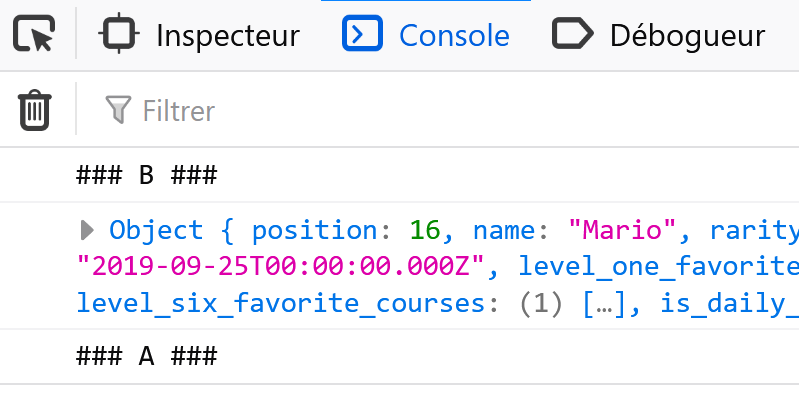 Inspecteur Console Débogueur
Filtrer
### B ###
Object { position: 16, name: "Mario", rarity
"2019-09-25T00:00:00.000Z", level_one_favorite
level_six_favorite_courses: (1) […], is_daily_
### A ###